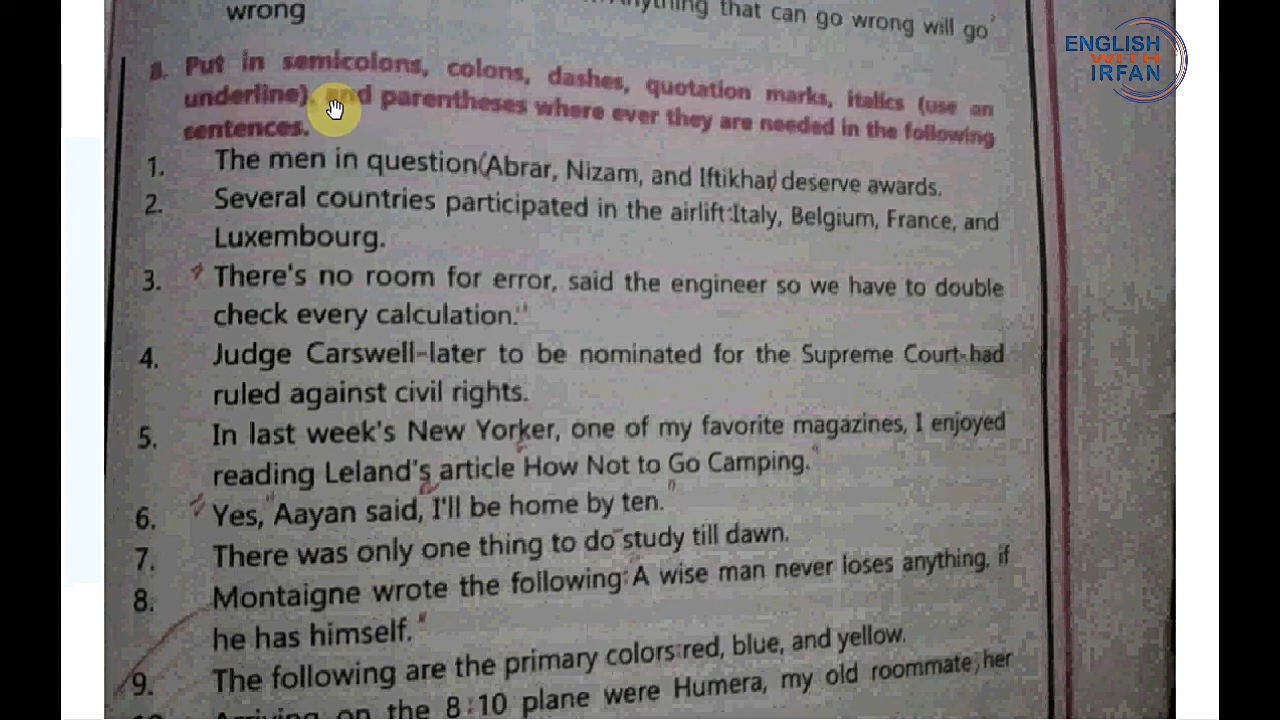 anything that can go wrong will go
wrong
ENGLISH
WITH
IRFAN
B. Put in semicolons, colons, dashes, quotation marks, italics (use an
underline), and parentheses where ever they are needed in the following
sentences.
1. The men in question(Abrar, Nizam, and Iftikhar) deserve awards.
2. Several countries participated in the airlift:Italy, Belgium, France, and
Luxembourg.
3. "There's no room for error, said the engineer so we have to double
check every calculation."
4. Judge Carswell-later to be nominated for the Supreme Court-had
ruled against civil rights.
5. In last week's New Yorker, one of my favorite magazines, I enjoyed
reading Leland's article "How Not to Go Camping."
6. "Yes," Aayan said, "I'll be home by ten."
7. There was only one thing to do-study till dawn.
8. Montaigne wrote the following: "A wise man never loses anything, if
he has himself."
9. The following are the primary colors:red, blue, and yellow.
Arriving on the 8:10 plane were Humera, my old roommate; her